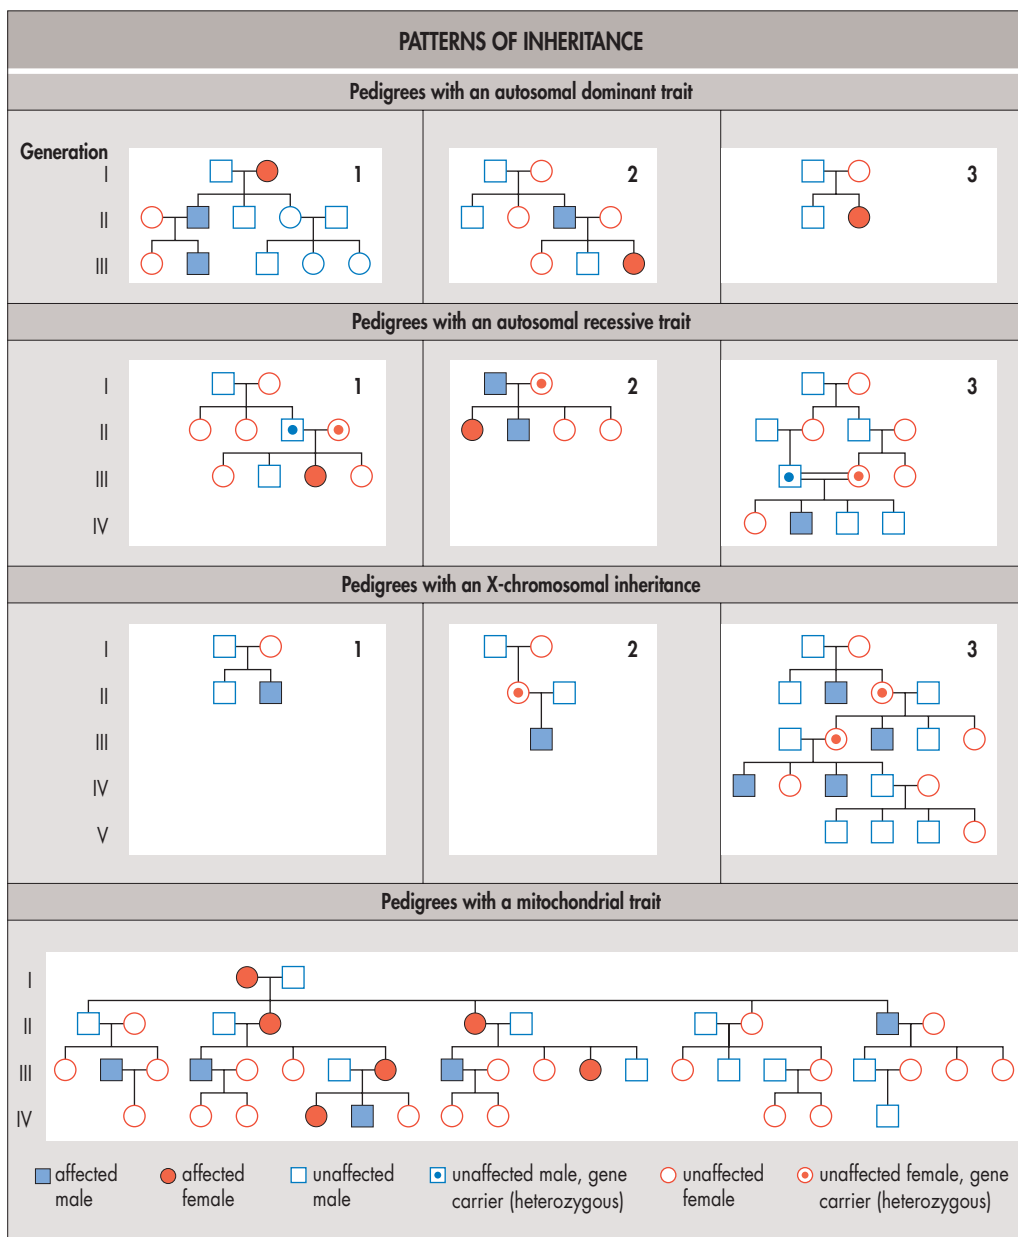 PATTERNS OF INHERITANCE
Pedigrees with an autosomal dominant trait
Generation
1
2
3
I
II
III
Pedigrees with an autosomal recessive trait
1
2
3
I
II
III
IV
Pedigrees with an X-chromosomal inheritance
1
2
3
I
II
III
IV
V
Pedigrees with a mitochondrial trait
I
II
III
IV
affected male
affected female
unaffected male
unaffected male, gene carrier (heterozygous)
unaffected female
unaffected female, gene carrier (heterozygous)